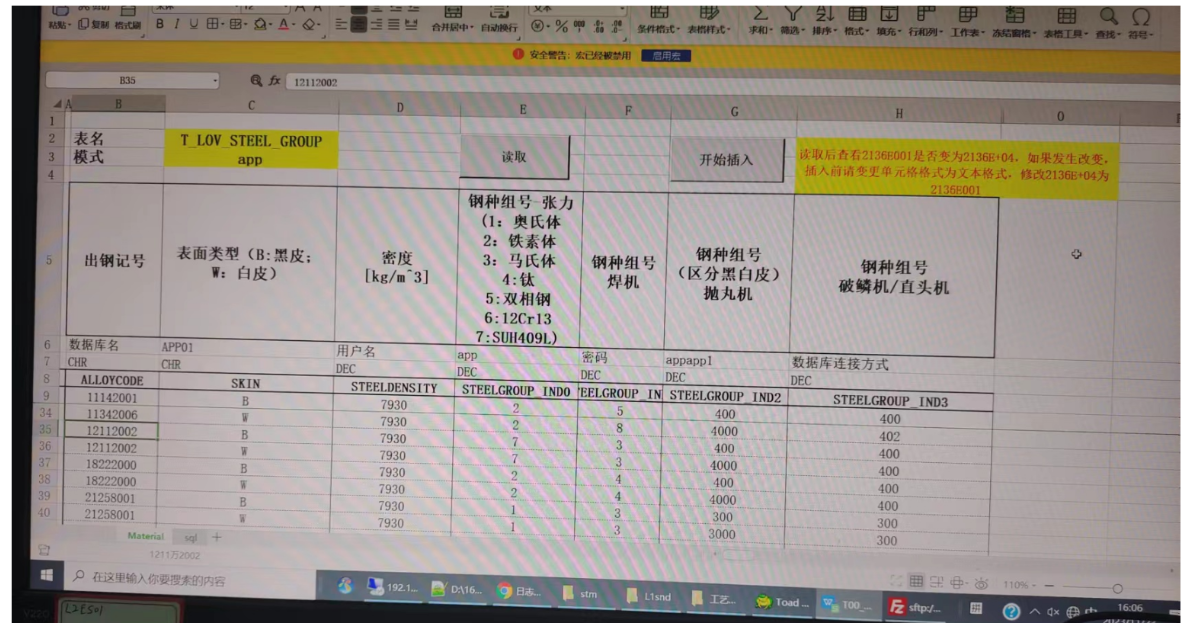 粘贴 复制 格式刷
B I U A
合并居中 自动换行
条件格式 表格样式 求和 筛选 排序 格式 填充 行和列 工作表 冻结窗格 表格工具 查找 符号
安全警告: 宏已经被禁用 启用宏
B35 fx 12112002
A B C D E F G H O
1
2 表名 T_LOV_STEEL_GROUP
3 模式 app
4
读取
开始插入
读取后查看2136E001是否变为2136E+04, 如果发生改变,
插入前请变更单元格格式为文本格式, 修改2136E+04为
2136E001
5
出钢记号
表面类型 (B:黑皮;
W: 白皮)
密度
[kg/m^3]
钢种组号-张力
(1: 奥氏体
2: 铁素体
3: 马氏体
4:钛
5:双相钢
6:12Cr13
7:SUH409L)
钢种组号
焊机
钢种组号
(区分黑白皮)
抛丸机
钢种组号
破鳞机/直头机
6 数据库名 APP01 用户名 app 密码 appapp1 数据库连接方式
7 CHR CHR DEC DEC DEC DEC DEC
8 ALLOYCODE SKIN STEELDENSITY STEELGROUP_IND0 TEELGROUP_IN STEELGROUP_IND2 STEELGROUP_IND3
9 11142001 B 7930 2 5 400 400
34 11342006 W 7930 2 8 4000 402
35 12112002 B 7930 7 3 400 400
36 12112002 W 7930 7 3 4000 400
37 18222000 B 7930 2 4 400 400
38 18222000 W 7930 2 4 4000 400
39 21258001 B 7930 1 3 300 300
40 21258001 W 7930 1 3 3000 300
Material sql +
1211万2002
110%
在这里输入你要搜索的内容
192.1... D:\16... 日志... stm L1snd 工艺... Toad ... T00_... sftp:/...
16:06
V220
L2ES01